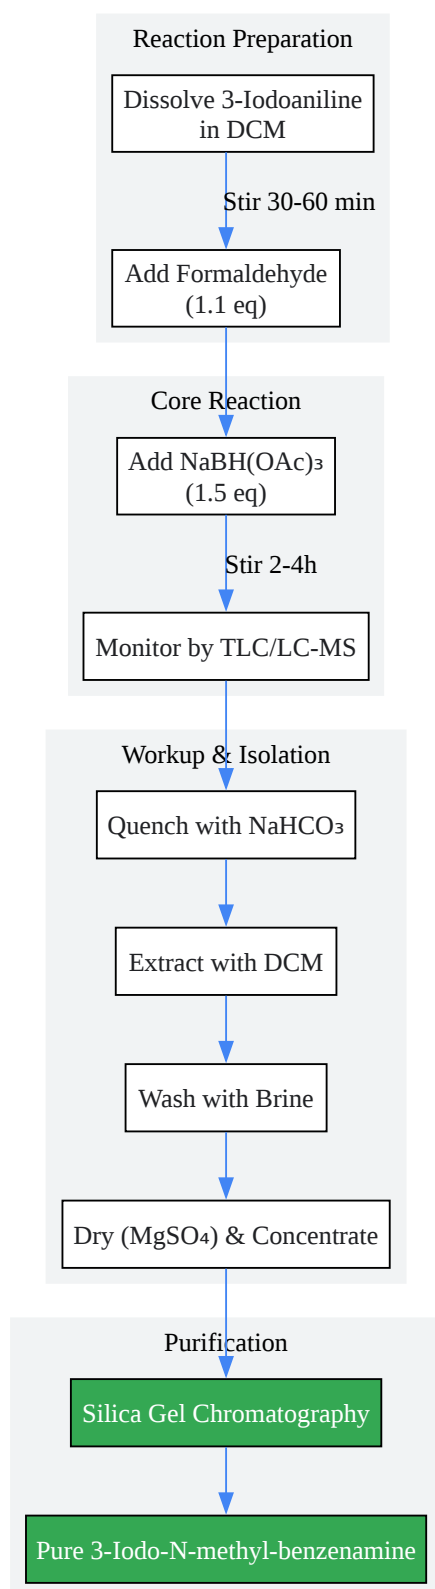 Reaction Preparation
Dissolve 3-Iodoaniline
in DCM
Stir 30-60 min
Add Formaldehyde
(1.1 eq)
Core Reaction
Add NaBH(OAc)₃
(1.5 eq)
Stir 2-4h
Monitor by TLC/LC-MS
Workup & Isolation
Quench with NaHCO₃
Extract with DCM
Wash with Brine
Dry (MgSO₄) & Concentrate
Purification
Silica Gel Chromatography
Pure 3-Iodo-N-methyl-benzenamine